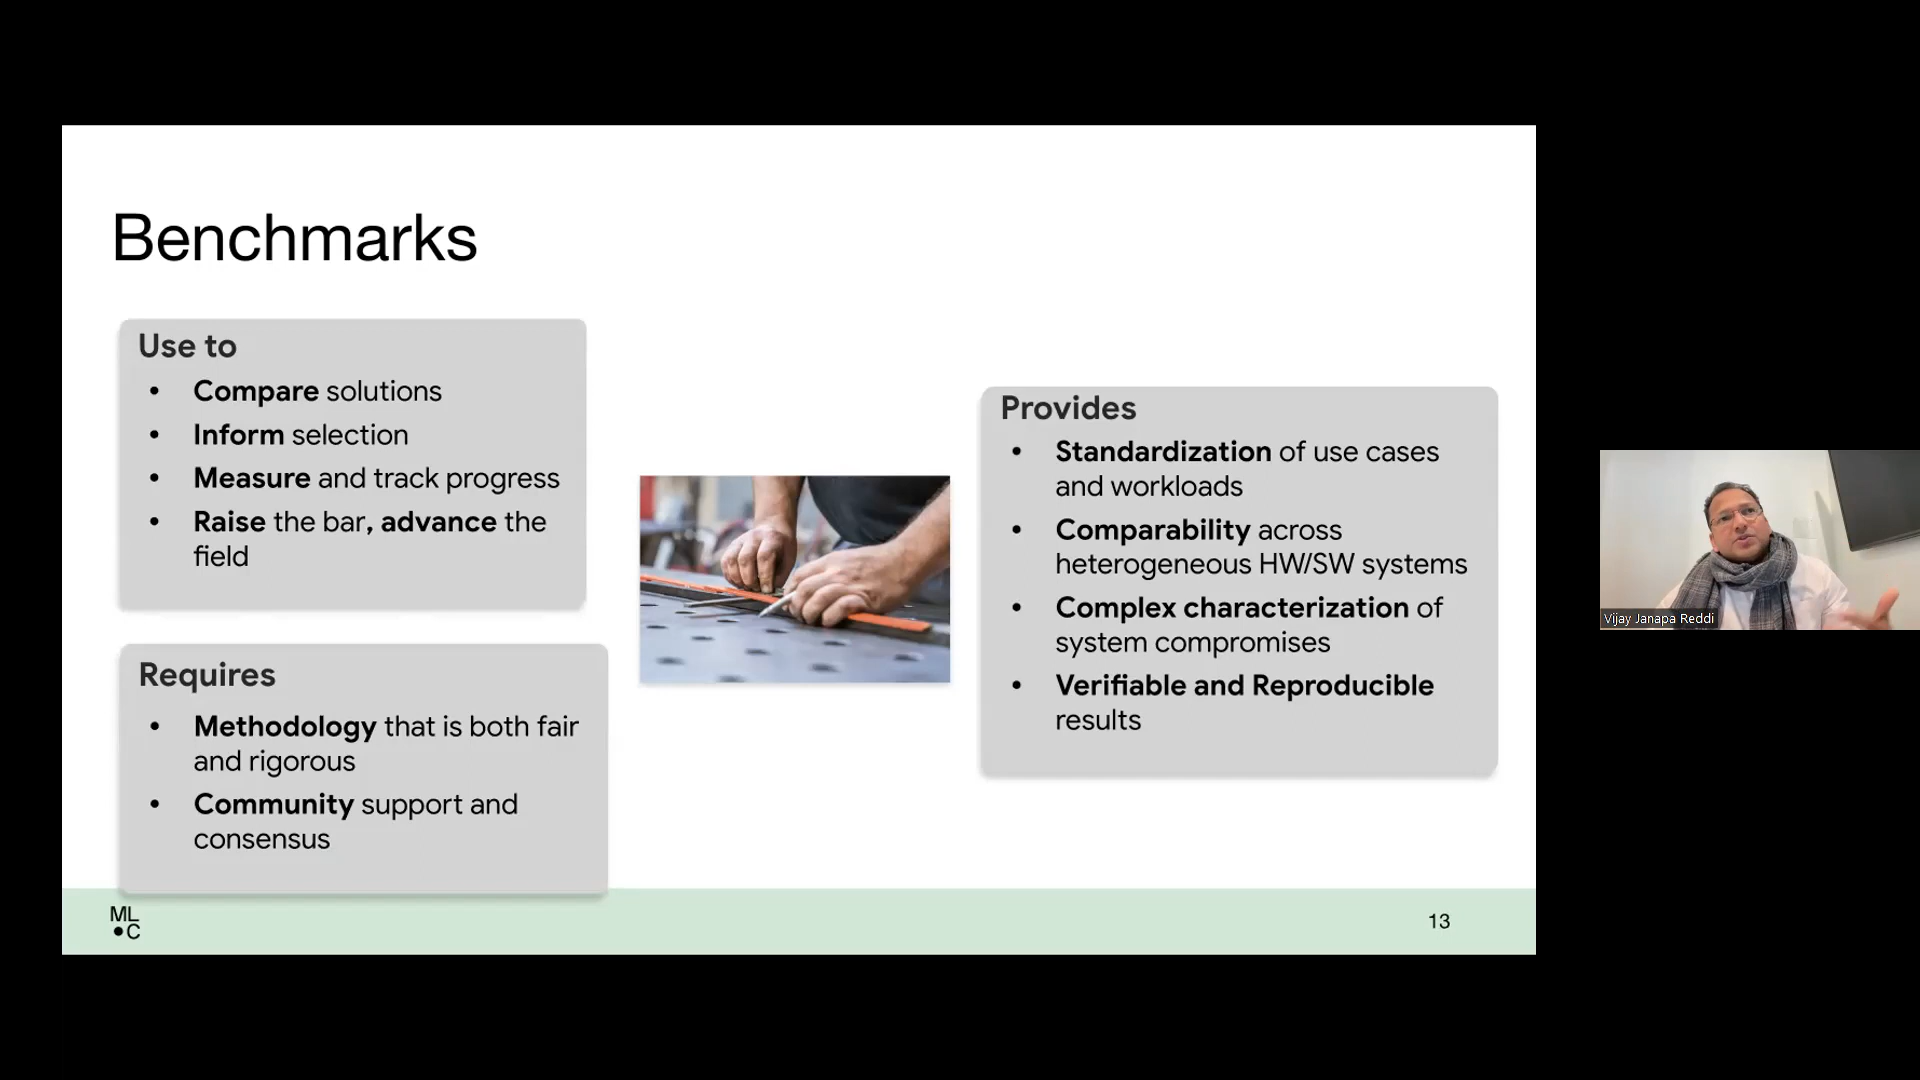 Benchmarks
Use to
• Compare solutions
• Inform selection
• Measure and track progress
• Raise the bar, advance the
field
Requires
• Methodology that is both fair
and rigorous
• Community support and
consensus
Provides
• Standardization of use cases
and workloads
• Comparability across
heterogeneous HW/SW systems
• Complex characterization of
system compromises
• Verifiable and Reproducible
results
Vijay Janapa Reddi
ML
•C
13